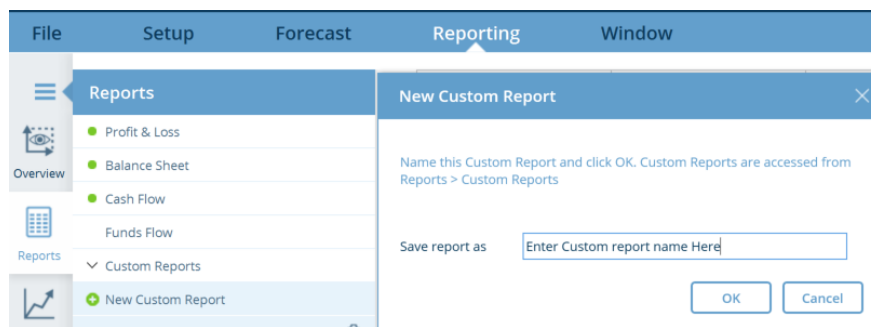 File Setup Forecast Reporting Window
Reports
New Custom Report
Profit & Loss
Balance Sheet
Name this Custom Report and click OK. Custom Reports are accessed from
Reports > Custom Reports
Overview
Cash Flow
Funds Flow
Save report as Enter Custom report name Here
Reports
Custom Reports
New Custom Report
OK Cancel